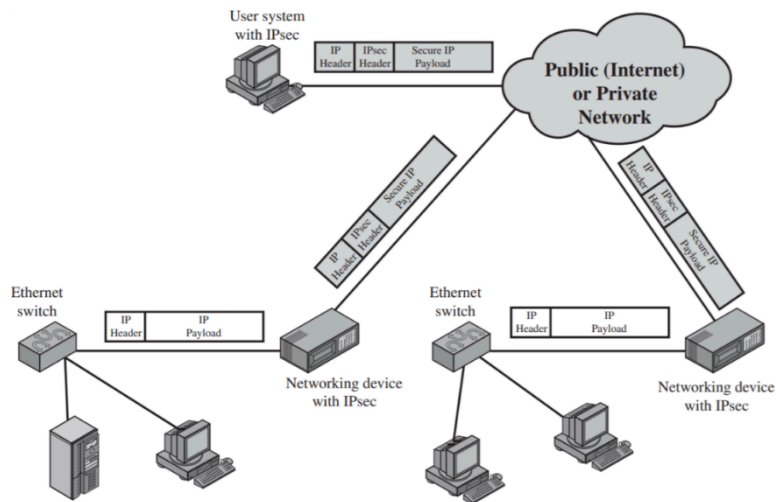 User system
with IPsec
IP
Header
IPsec
Header
Secure IP
Payload
Public (Internet)
or Private
Network
IP
Header
IPsec
Header
Secure IP
Payload
IP
Header
IPsec
Header
Secure IP
Payload
Ethernet
switch
IP
Header
IP
Payload
Networking device
with IPsec
Ethernet
switch
IP
Header
IP
Payload
Networking device
with IPsec